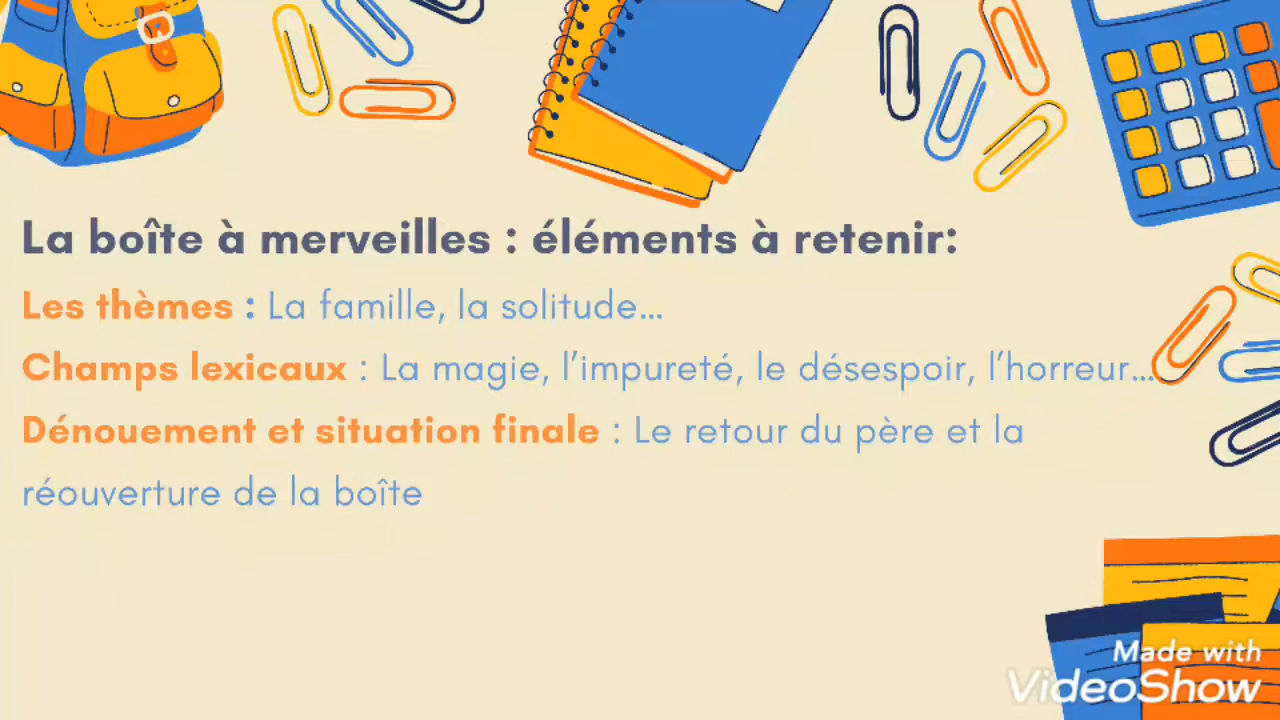 La boîte à merveilles : éléments à retenir:
Les thèmes : La famille, la solitude...
Champs lexicaux : La magie, l’impureté, le désespoir, l’horreur...
Dénouement et situation finale : Le retour du père et la
réouverture de la boîte
Made with
VideoShow